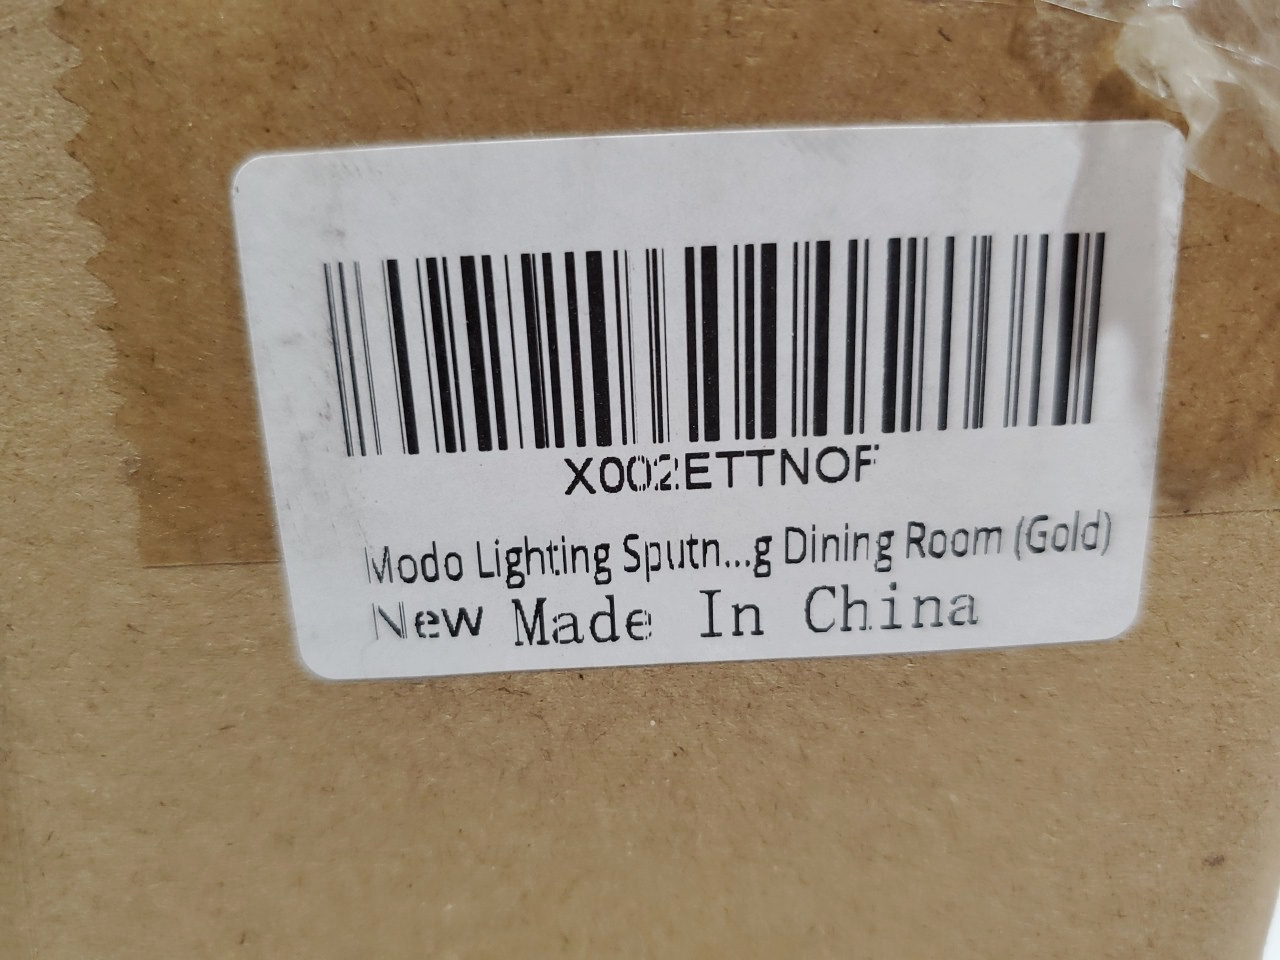 X002ETTNOF
Modo Lighting Sputn...g Dining Room (Gold)
New Made In China